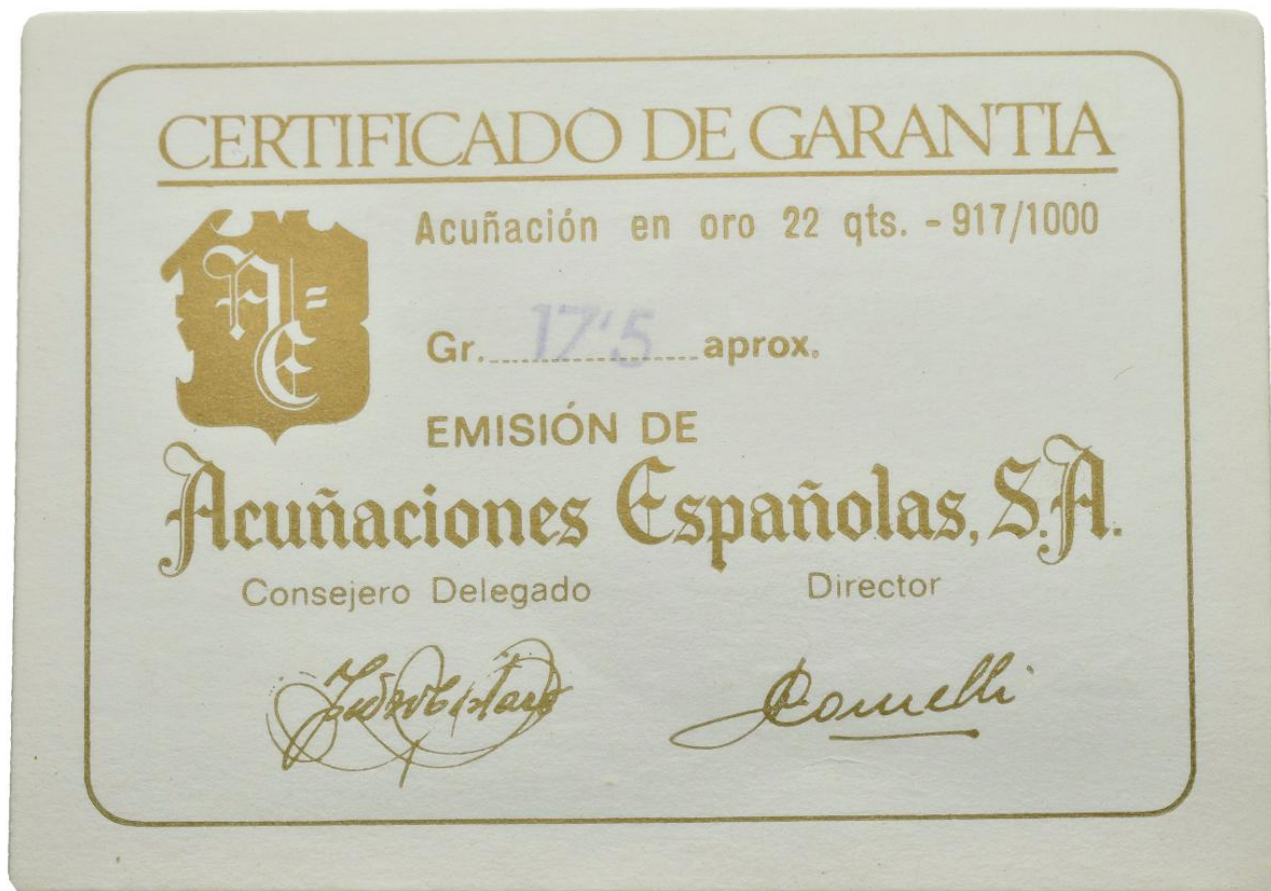 CERTIFICADO DE GARANTIA
Acuñación en oro 22 qts. - 917/1000
A E
Gr. 17'5 aprox.
EMISIÓN DE
Acuñaciones Españolas, S.A.
Consejero Delegado Director